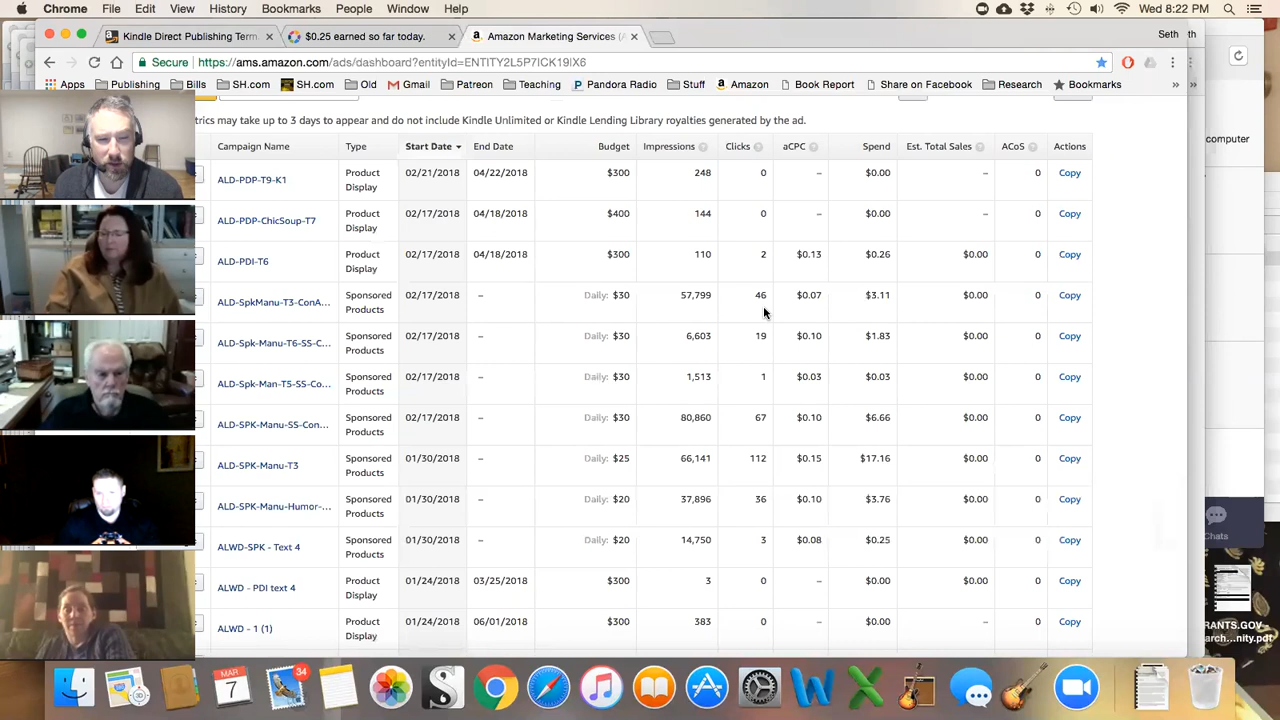 Chrome File Edit View History Bookmarks People Window Help Wed 8:22 PM
Kindle Direct Publishing Term. $0.25 earned so far today. Amazon Marketing Services (A Seth th
Secure https://ams.amazon.com/ads/dashboard?entityId=ENTITY2L5P7ICK19IX6
Apps Publishing Bills SH.com SH.com Old Gmail Patreon Teaching Pandora Radio Stuff Amazon Book Report Share on Facebook Research » »
etrics may take up to 3 days to appear and do not include Kindle Unlimited or Kindle Lending Library royalties generated by the ad.
computer
Campaign Name Type Start Date End Date Budget Impressions Clicks aCPC Spend Est. Total Sales ACoS Actions
ALD-PDP-T9-K1 Product Display 02/21/2018 04/22/2018 $300 248 0 – $0.00 – 0 Copy
ALD-PDP-ChicSoup-T7 Product Display 02/17/2018 04/18/2018 $400 144 0 – $0.00 – 0 Copy
ALD-PDI-T6 Product Display 02/17/2018 04/18/2018 $300 110 2 $0.13 $0.26 $0.00 0 Copy
ALD-SpkManu-T3-ConA... Sponsored Products 02/17/2018 – Daily: $30 57,799 46 $0.07 $3.11 $0.00 0 Copy
ALD-Spk-Manu-T6-SS-C... Sponsored Products 02/17/2018 – Daily: $30 6,603 19 $0.10 $1.83 $0.00 0 Copy
ALD-Spk-Man-T5-SS-Co... Sponsored Products 02/17/2018 – Daily: $30 1,513 1 $0.03 $0.03 $0.00 0 Copy
ALD-SPK-Manu-SS-Con... Sponsored Products 02/17/2018 – Daily: $30 80,860 67 $0.10 $6.66 $0.00 0 Copy
ALD-SPK-Manu-T3 Sponsored Products 01/30/2018 – Daily: $25 66,141 112 $0.15 $17.16 $0.00 0 Copy
ALD-SPK-Manu-Humor-... Sponsored Products 01/30/2018 – Daily: $20 37,896 36 $0.10 $3.76 $0.00 0 Copy
ALWD-SPK - Text 4 Sponsored Products 01/30/2018 – Daily: $20 14,750 3 $0.08 $0.25 $0.00 0 Copy
ALWD - PDI text 4 Product Display 01/24/2018 03/25/2018 $300 3 0 – $0.00 $0.00 0 Copy
ALWD - 1 (1) Product Display 01/24/2018 06/01/2018 $300 383 0 – $0.00 $0.00 0 Copy
Chats
RANTS.GOV -
arch...nity.pdf
MAR
7
34